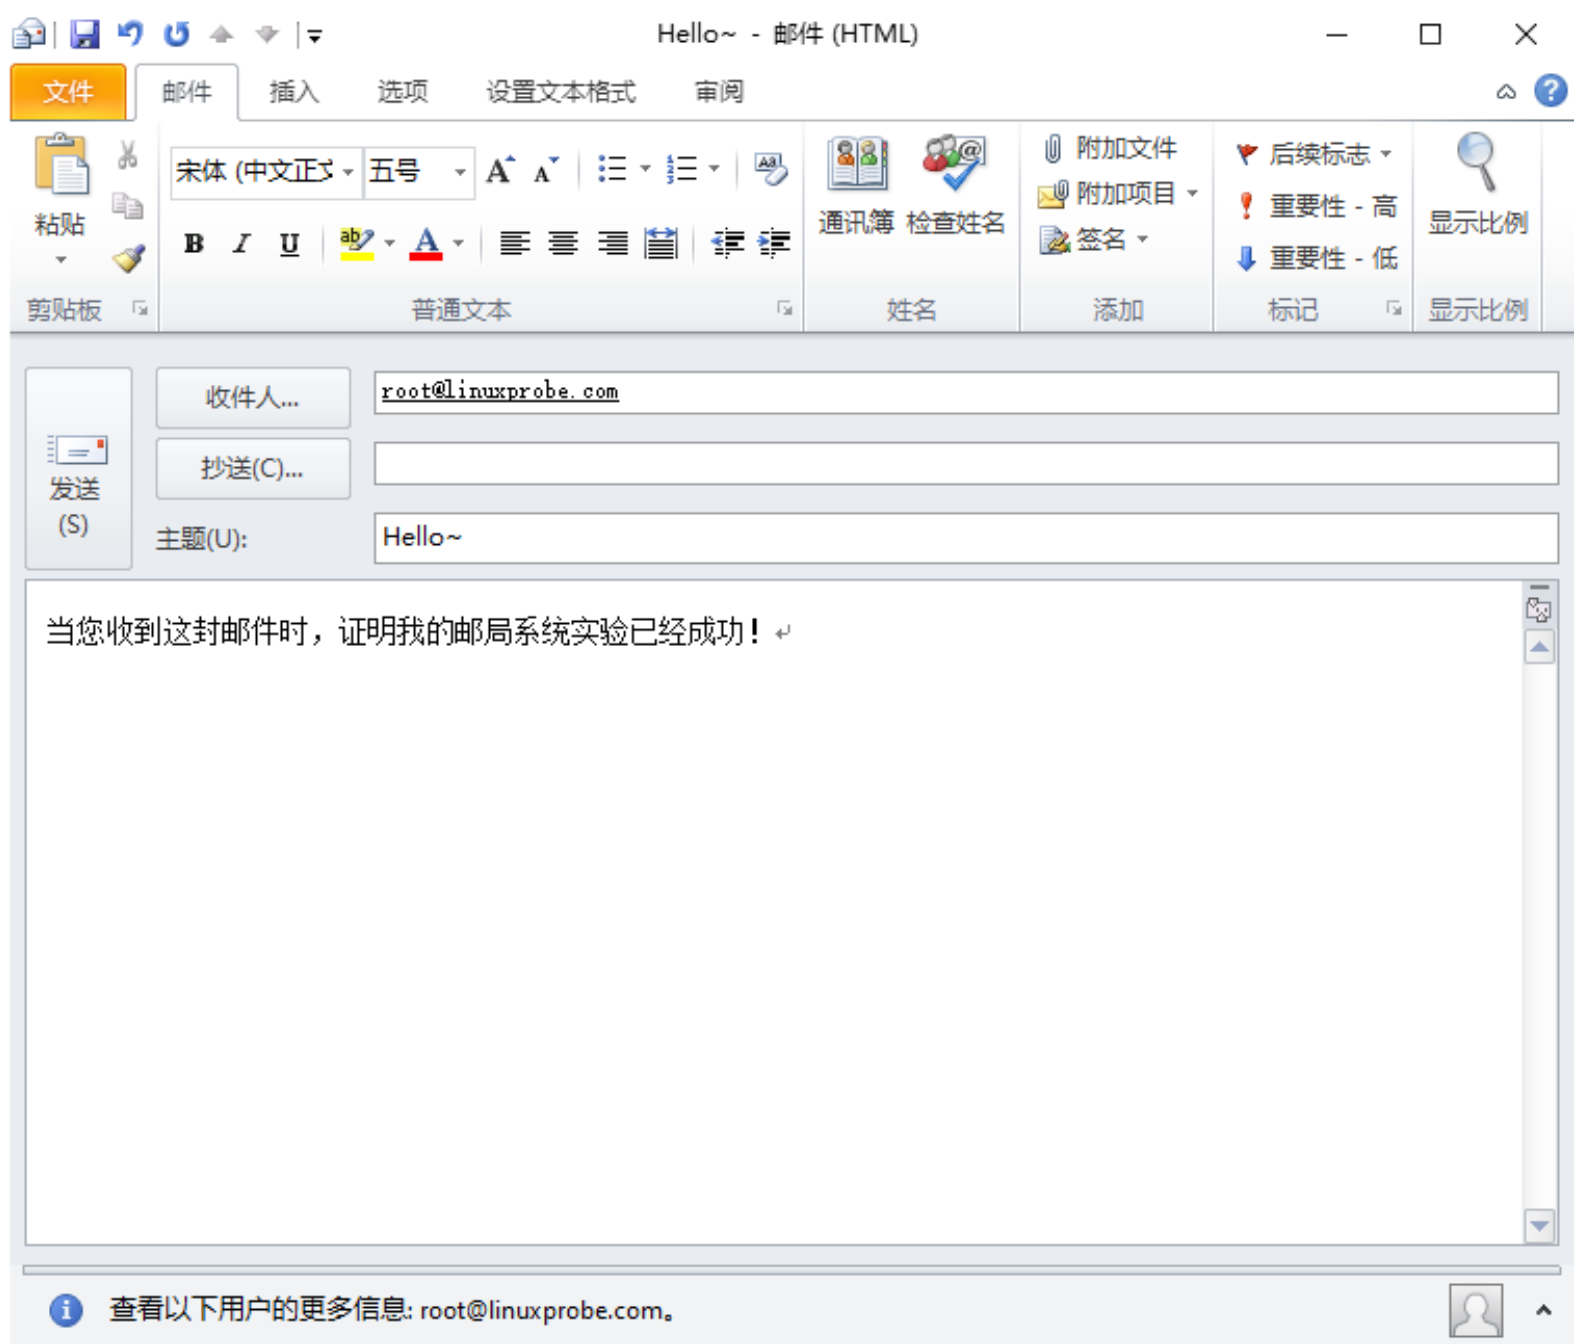 Hello~ - 邮件 (HTML)
文件 邮件 插入 选项 设置文本格式 审阅
粘贴
剪贴板
宋体 (中文正文 五号
普通文本
通讯簿 检查姓名
姓名
附加文件
附加项目
签名
添加
后续标志
重要性 - 高
重要性 - 低
标记
显示比例
显示比例
发送
(S)
收件人... root@linuxprobe.com
抄送(C)...
主题(U): Hello~
当您收到这封邮件时，证明我的邮局系统实验已经成功！
查看以下用户的更多信息: root@linuxprobe.com。